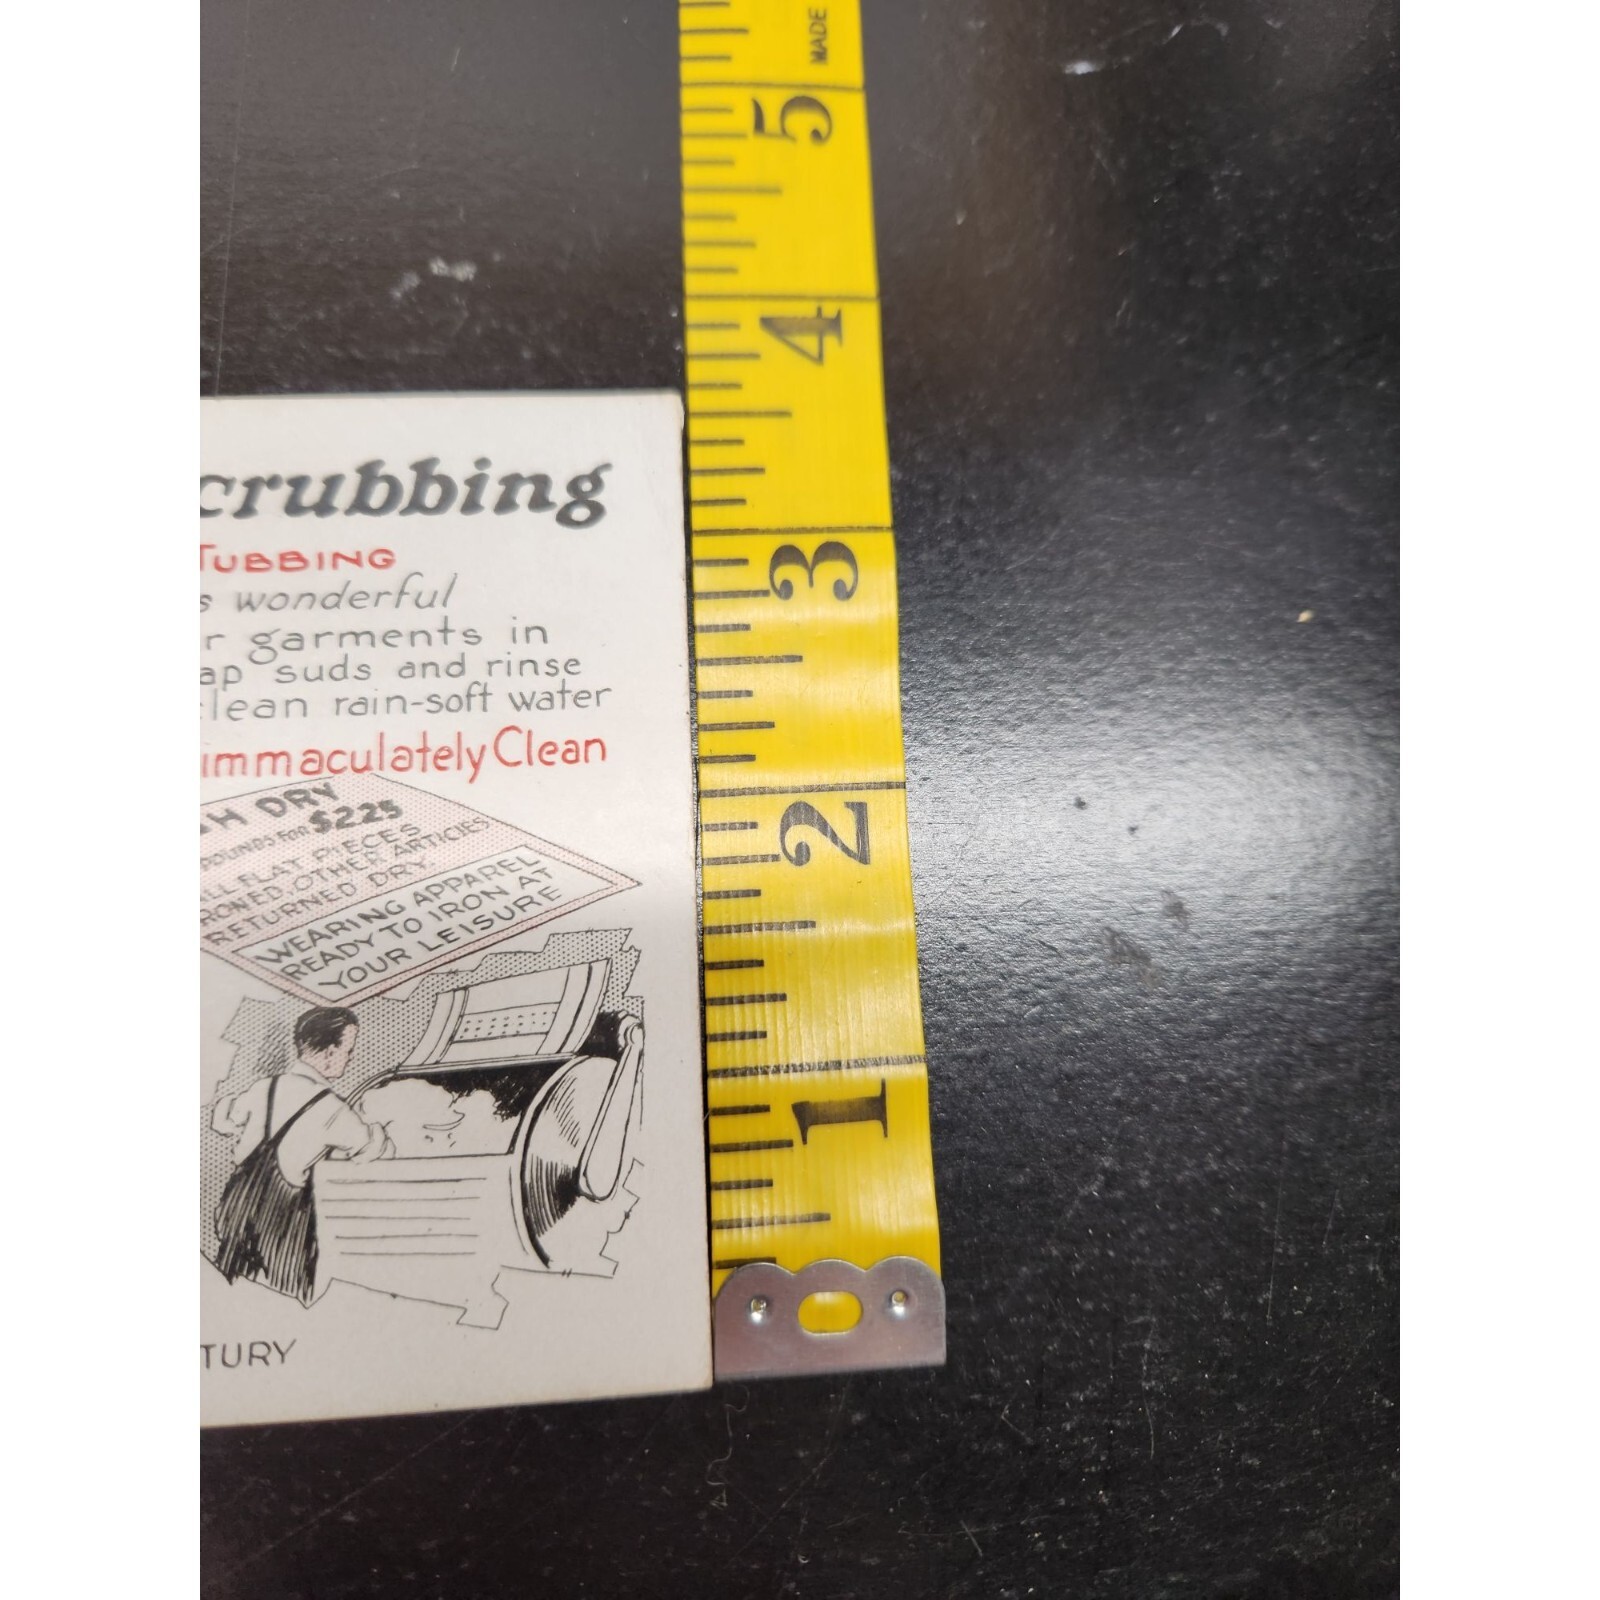 crubbing
TUBBING
s wonderful
r garments in
ap suds and rinse
clean rain-soft water
immaculately Clean
H DRY
POUNDS FOR $2.25
ALL FLAT PIECES
IRONED, OTHER ARTICLES
RETURNED DRY
WEARING APPAREL
READY TO IRON AT
YOUR LEISURE
TURY
MADE
5
4
3
2
1